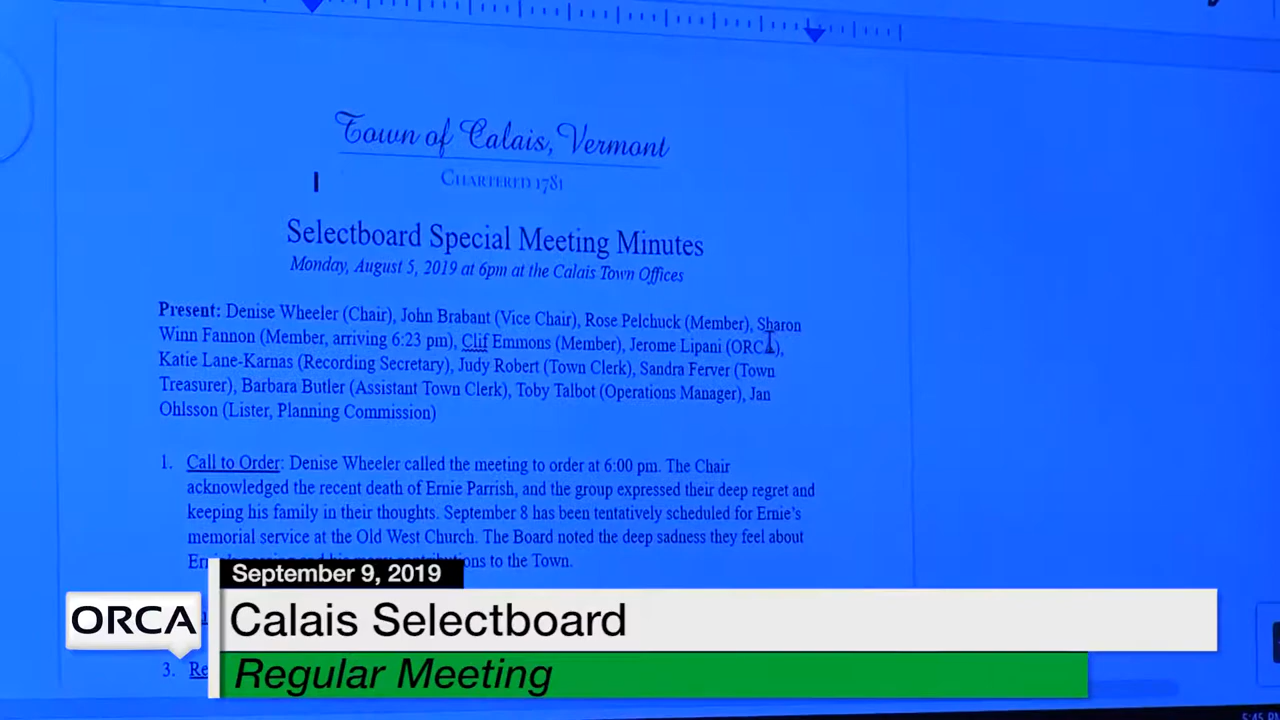 Town of Calais, Vermont
CHARTERED 1781
Selectboard Special Meeting Minutes
Monday, August 5, 2019 at 6pm at the Calais Town Offices
Present: Denise Wheeler (Chair), John Brabant (Vice Chair), Rose Pelchuck (Member), Sharon
Winn Fannon (Member, arriving 6:23 pm), Clif Emmons (Member), Jerome Lipani (ORCA),
Katie Lane-Karnas (Recording Secretary), Judy Robert (Town Clerk), Sandra Ferver (Town
Treasurer), Barbara Butler (Assistant Town Clerk), Toby Talbot (Operations Manager), Jan
Ohlsson (Lister, Planning Commission)
1. Call to Order: Denise Wheeler called the meeting to order at 6:00 pm. The Chair
acknowledged the recent death of Ernie Parrish, and the group expressed their deep regret and
keeping his family in their thoughts. September 8 has been tentatively scheduled for Ernie's
memorial service at the Old West Church. The Board noted the deep sadness they feel about
to the Town.
September 9, 2019
ORCA
Calais Selectboard
3. Re
Regular Meeting